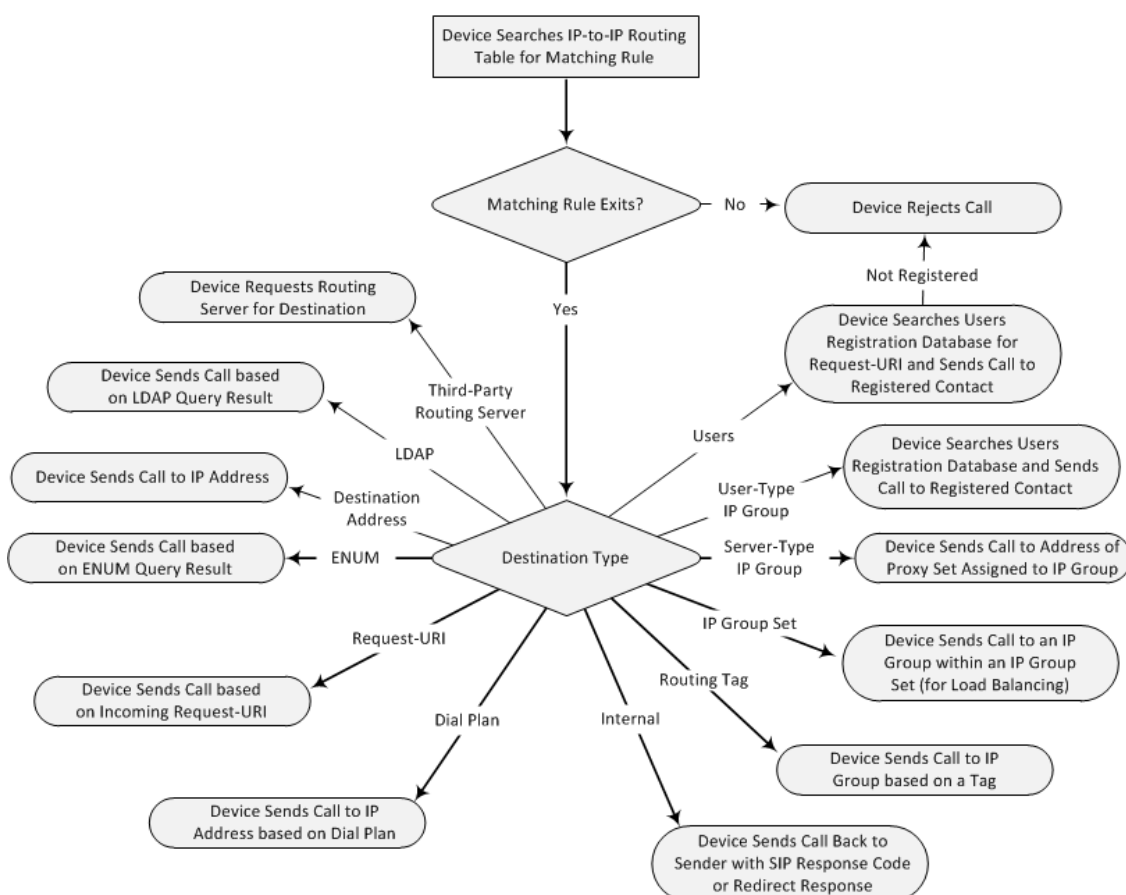 Device Searches IP-to-IP Routing
Table for Matching Rule
Matching Rule Exits?
No
Device Rejects Call
Not Registered
Device Requests Routing
Server for Destination
Yes
Device Searches Users
Registration Database for
Request-URI and Sends Call to
Registered Contact
Device Sends Call based
on LDAP Query Result
Third-Party
Routing Server
Users
LDAP
Device Searches Users
Registration Database and Sends
Call to Registered Contact
Device Sends Call to IP Address
Destination
Address
User-Type
IP Group
Device Sends Call based
on ENUM Query Result
ENUM
Destination Type
Server-Type
IP Group
Device Sends Call to Address of
Proxy Set Assigned to IP Group
Request-URI
IP Group Set
Device Sends Call to an IP
Group within an IP Group
Set (for Load Balancing)
Device Sends Call based
on Incoming Request-URI
Routing Tag
Dial Plan
Internal
Device Sends Call to IP
Group based on a Tag
Device Sends Call to IP
Address based on Dial Plan
Device Sends Call Back to
Sender with SIP Response Code
or Redirect Response